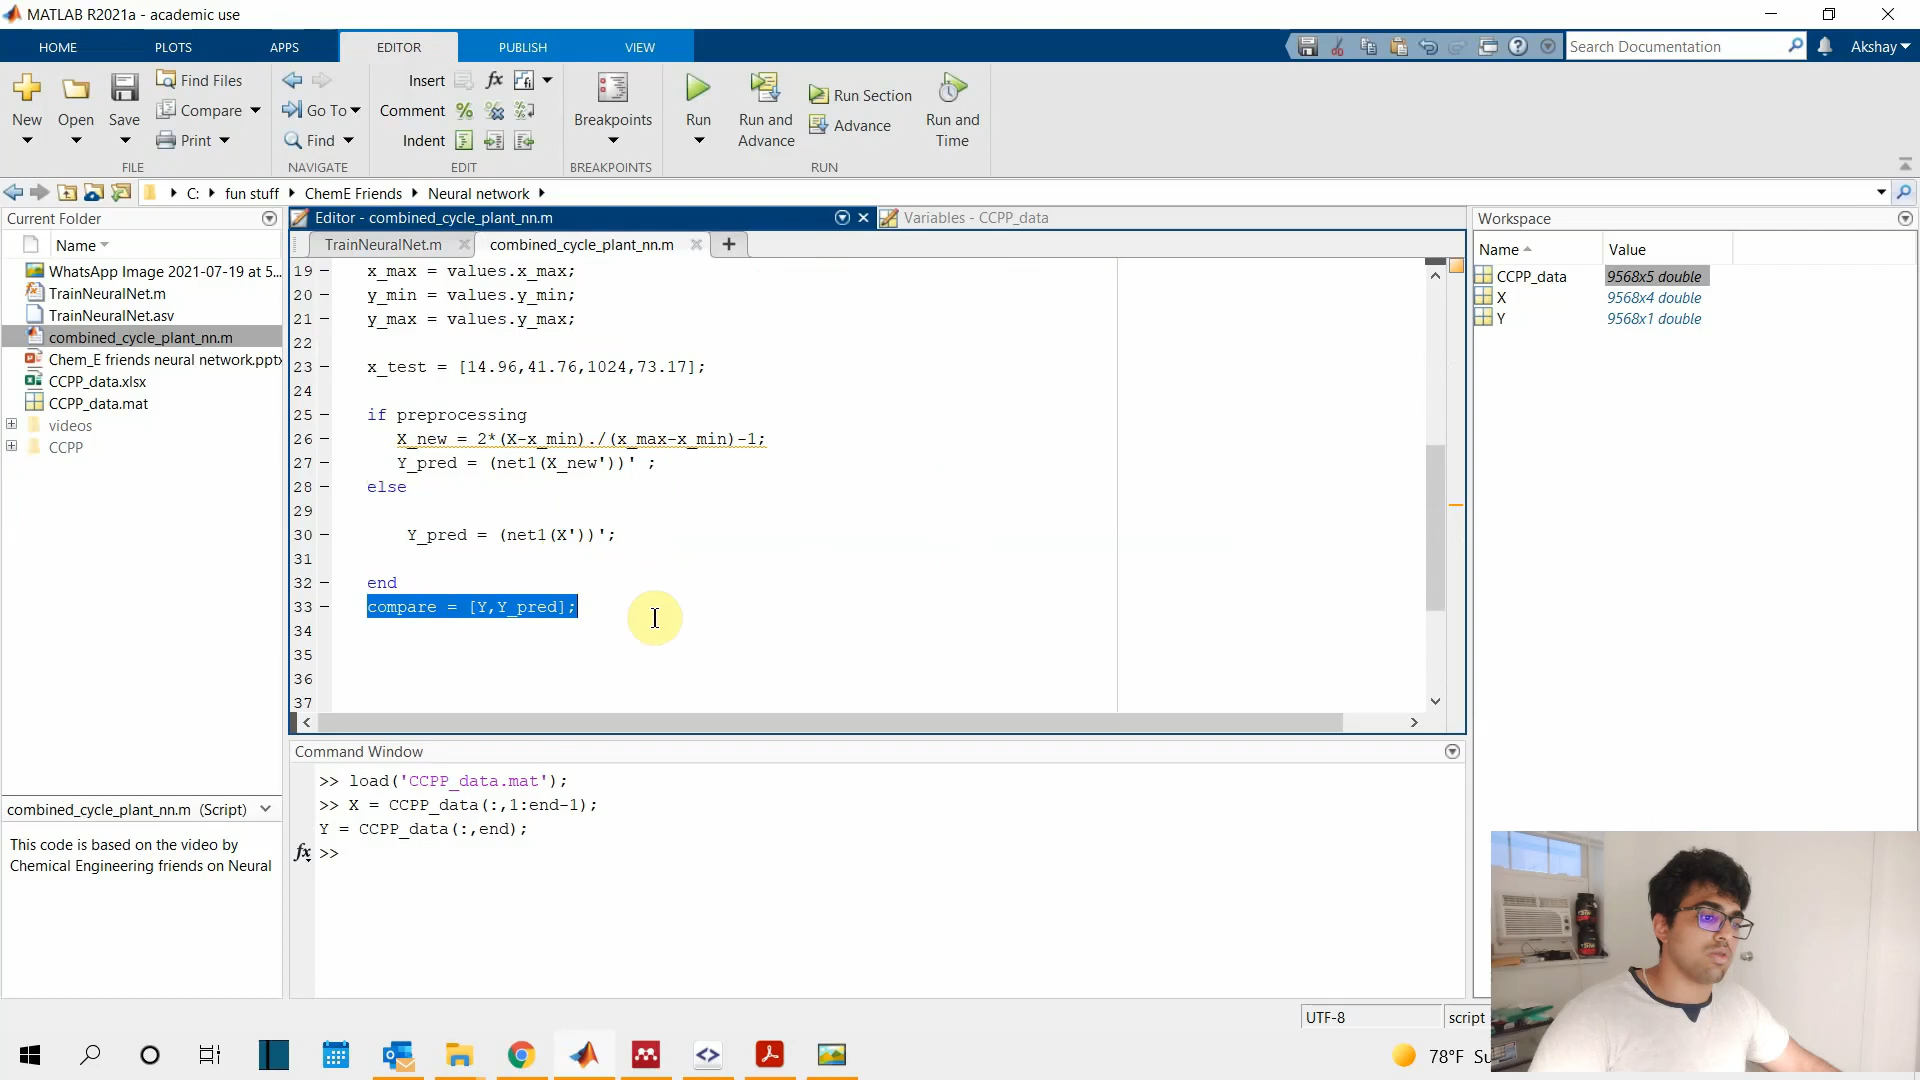 MATLAB R2021a - academic use
HOME PLOTS APPS EDITOR PUBLISH VIEW
Search Documentation
Akshay
New
Open
Save
Find Files
Compare
Print
FILE
Go To
Find
NAVIGATE
Insert
Comment
Indent
EDIT
Breakpoints
BREAKPOINTS
Run
Run and Advance
Run Section
Advance
Run and Time
RUN
C: fun stuff ChemE Friends Neural network
Current Folder
Name
WhatsApp Image 2021-07-19 at 5...
TrainNeuralNet.m
TrainNeuralNet.asv
combined_cycle_plant_nn.m
Chem_E friends neural network.pptx
CCPP_data.xlsx
CCPP_data.mat
videos
CCPP
combined_cycle_plant_nn.m (Script)
This code is based on the video by
Chemical Engineering friends on Neural
Editor - combined_cycle_plant_nn.m
Variables - CCPP_data
TrainNeuralNet.m
combined_cycle_plant_nn.m
19 – x_max = values.x_max;
20 – y_min = values.y_min;
21 – y_max = values.y_max;
22
23 – x_test = [14.96,41.76,1024,73.17];
24
25 – if preprocessing
26 – X_new = 2*(X-x_min)./(x_max-x_min)-1;
27 – Y_pred = (net1(X_new'))' ;
28 – else
29
30 – Y_pred = (net1(X'))';
31
32 – end
33 – compare = [Y,Y_pred];
34
35
36
37
Command Window
>> load('CCPP_data.mat');
>> X = CCPP_data(:,1:end-1);
Y = CCPP_data(:,end);
fx >>
Workspace
Name Value
CCPP_data 9568x5 double
X 9568x4 double
Y 9568x1 double
UTF-8
script
78°F Su